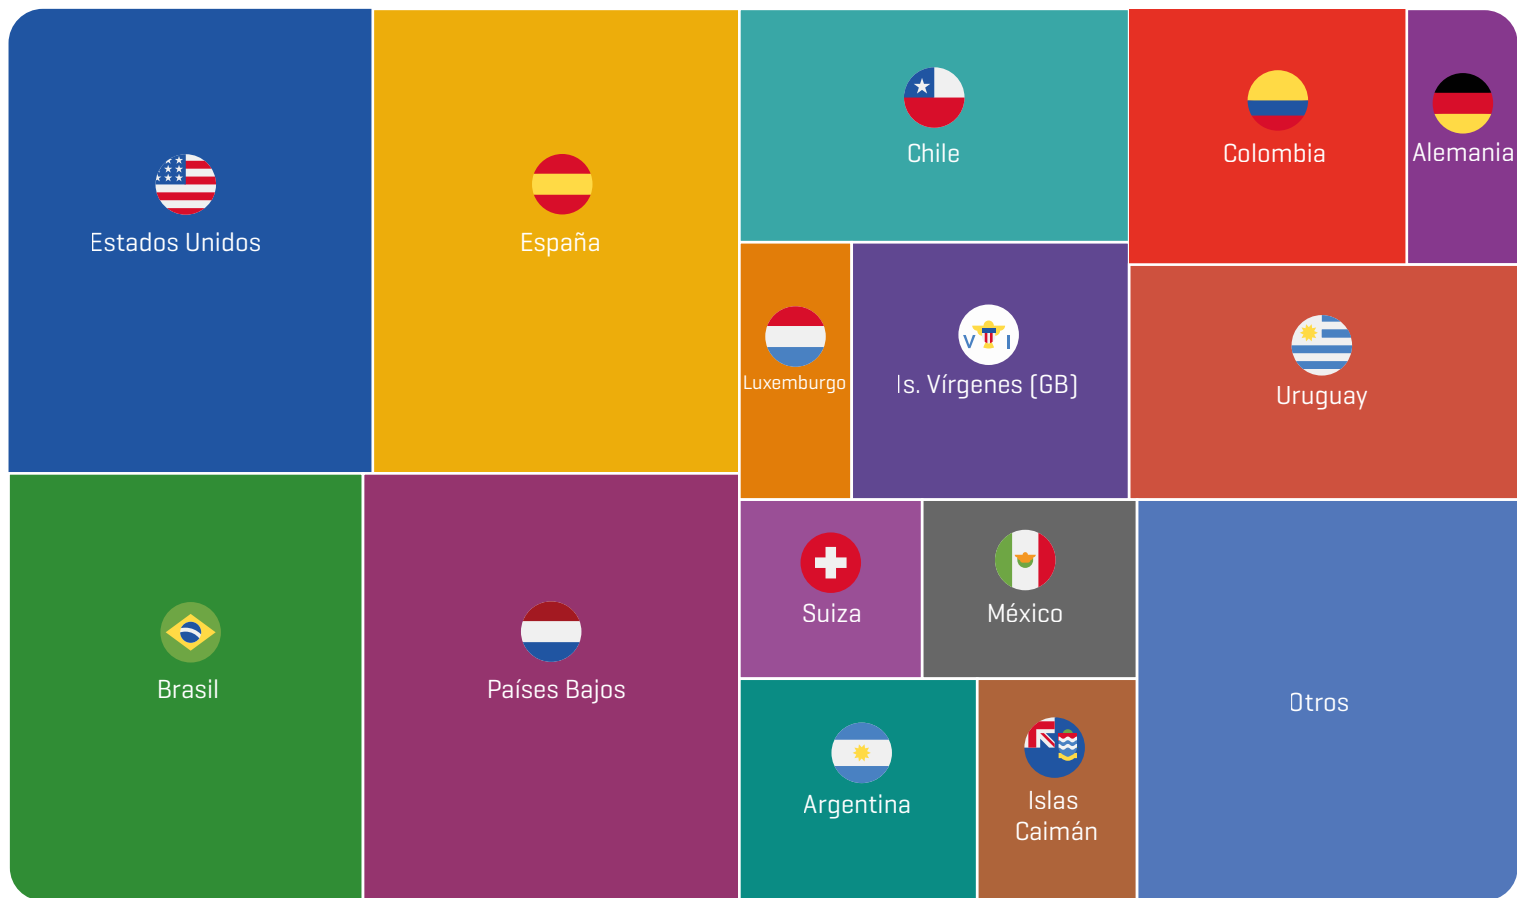 Estados Unidos
España
Chile
Colombia
Alemania
Luxemburgo
V I
Is. Vírgenes (GB)
Uruguay
Brasil
Países Bajos
Suiza
México
Otros
Argentina
Islas
Caimán